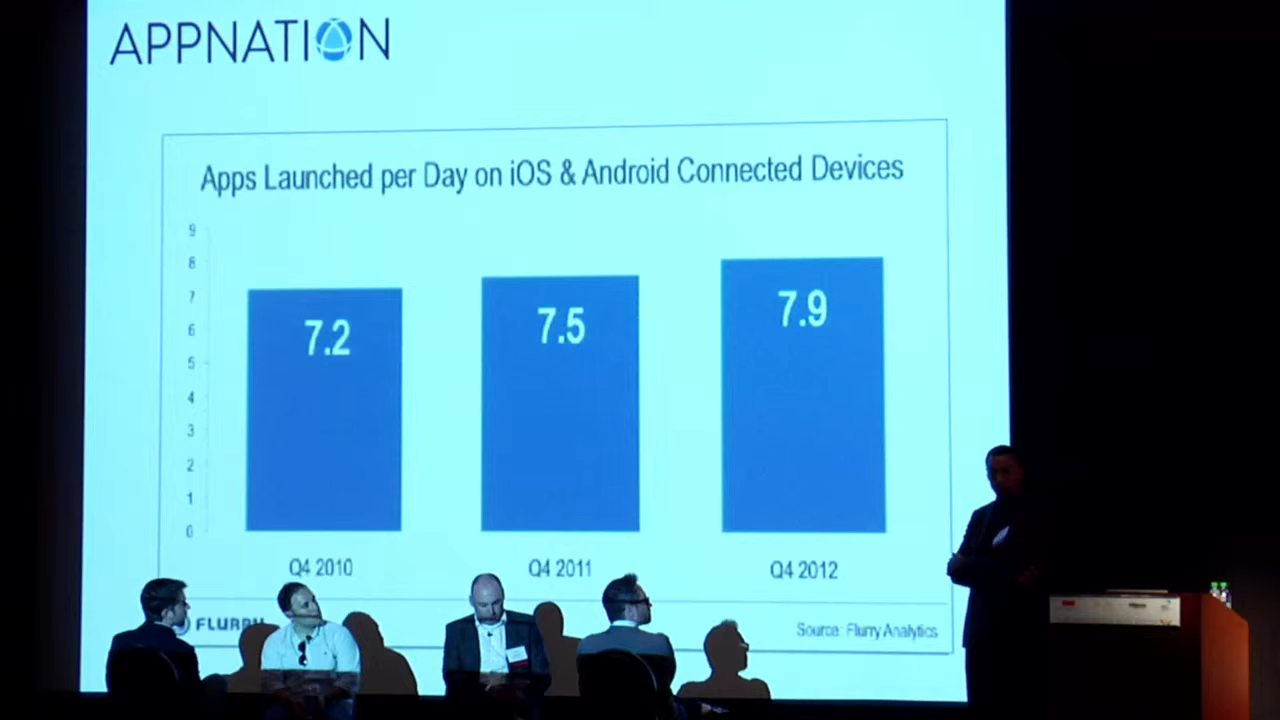 APPNATION
Apps Launched per Day on iOS & Android Connected Devices
9
8
7
6
5
4
3
2
1
0
7.2
7.5
7.9
Q4 2010
Q4 2011
Q4 2012
FLURRY
Source: Flurry Analytics